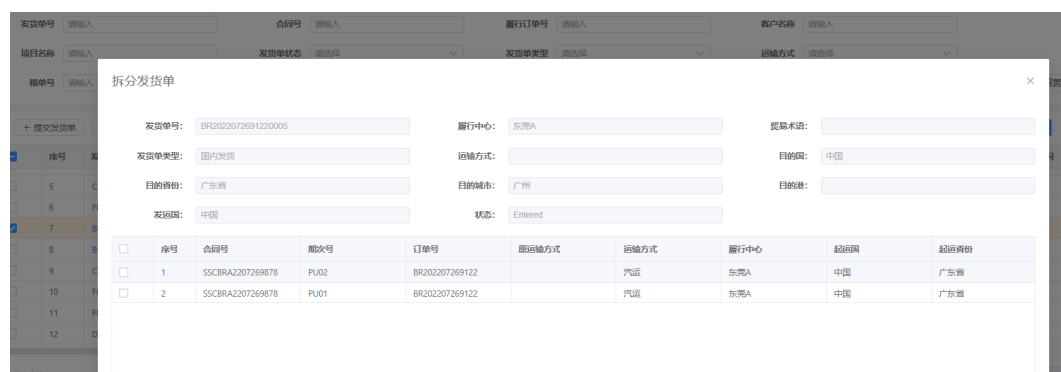 发货单号 请输入 合同号 请输入 履行订单号 请输入 客户名称 请输入
项目名称 请输入 发货单状态 请选择 发货单类型 请选择 运输方式 请选择
箱单号 请输入
拆分发货单
+ 提交发货单
发货单号: BR2022072691220005 履行中心: 东莞A 贸易术语:
发货单类型: 国内发货 运输方式: 目的国: 中国
目的省份: 广东省 目的城市: 广州 目的港:
发运国: 中国 状态: Entered
序号
5
6
7
8
9
10
11
12
序号 合同号 期次号 订单号 原运输方式 运输方式 履行中心 起运国 起运省份
1 SSCBRA2207269878 PU02 BR202207269122 汽运 东莞A 中国 广东省
2 SSCBRA2207269878 PU01 BR202207269122 汽运 东莞A 中国 广东省